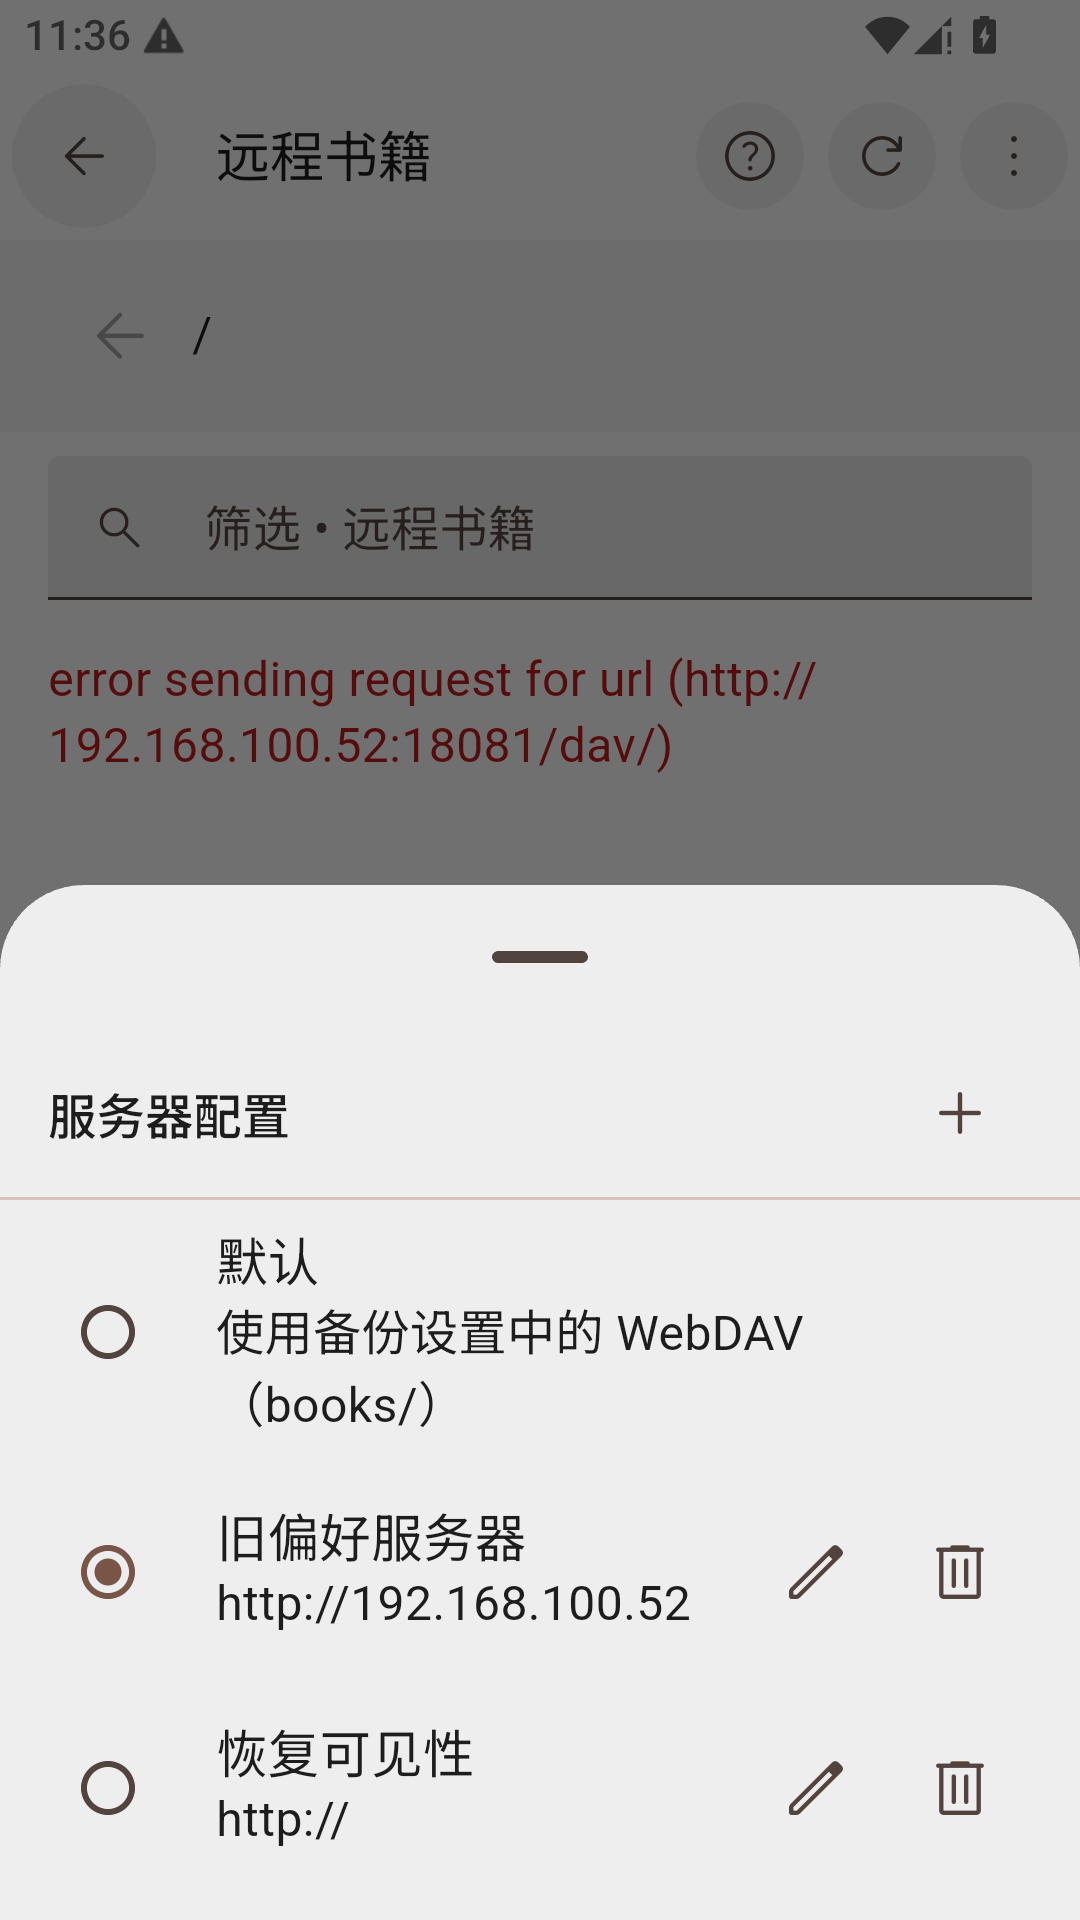 11:36
远程书籍
/
筛选 • 远程书籍
error sending request for url (http://
192.168.100.52:18081/dav/)
服务器配置
默认
使用备份设置中的 WebDAV
（books/）
旧偏好服务器
http://192.168.100.52
恢复可见性
http://